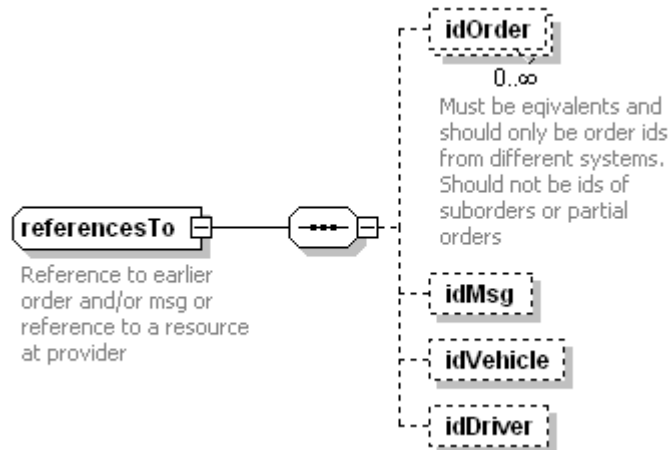 idOrder
0..∞
Must be eqivalents and
should only be order ids
from different systems.
Should not be ids of
suborders or partial
orders
referencesTo
Reference to earlier
order and/or msg or
reference to a resource
at provider
idMsg
idVehicle
idDriver